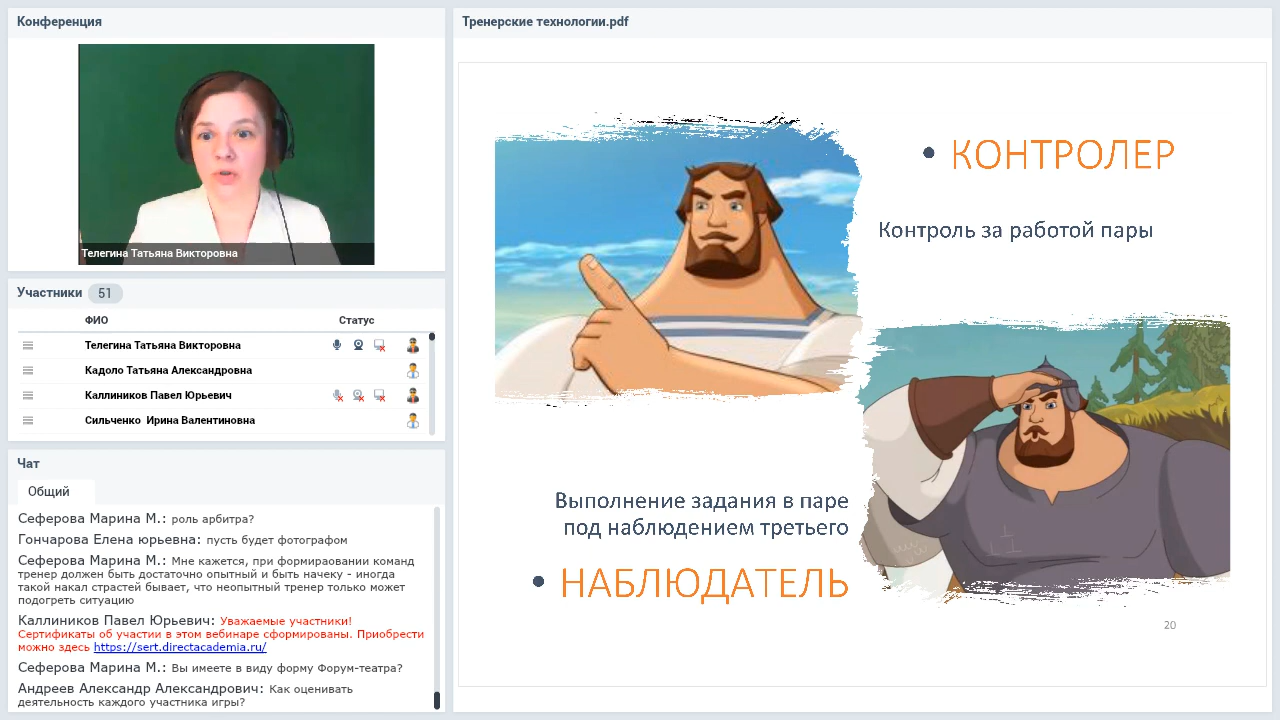 Конференция
Телегина Татьяна Викторовна
Участники 51
ФИО Статус
Телегина Татьяна Викторовна
Кадоло Татьяна Александровна
Каллиников Павел Юрьевич
Сильченко Ирина Валентиновна
Чат
Общий
Сеферова Марина М.: роль арбитра?
Гончарова Елена юрьевна: пусть будет фотографом
Сеферова Марина М.: Мне кажется, при формираовании команд
тренер должен быть достаточно опытный и быть начеку - иногда
такой накал страстей бывает, что неопытный тренер только может
подогреть ситуацию
Каллиников Павел Юрьевич: Уважаемые участники!
Сертификаты об участии в этом вебинаре сформированы. Приобрести
можно здесь https://sert.directacademia.ru/
Сеферова Марина М.: Вы имеете в виду форму Форум-театра?
Андреев Александр Александрович: Как оценивать
деятельность каждого участника игры?
Тренерские технологии.pdf
• КОНТРОЛЕР
Контроль за работой пары
Выполнение задания в паре
под наблюдением третьего
• НАБЛЮДАТЕЛЬ
20